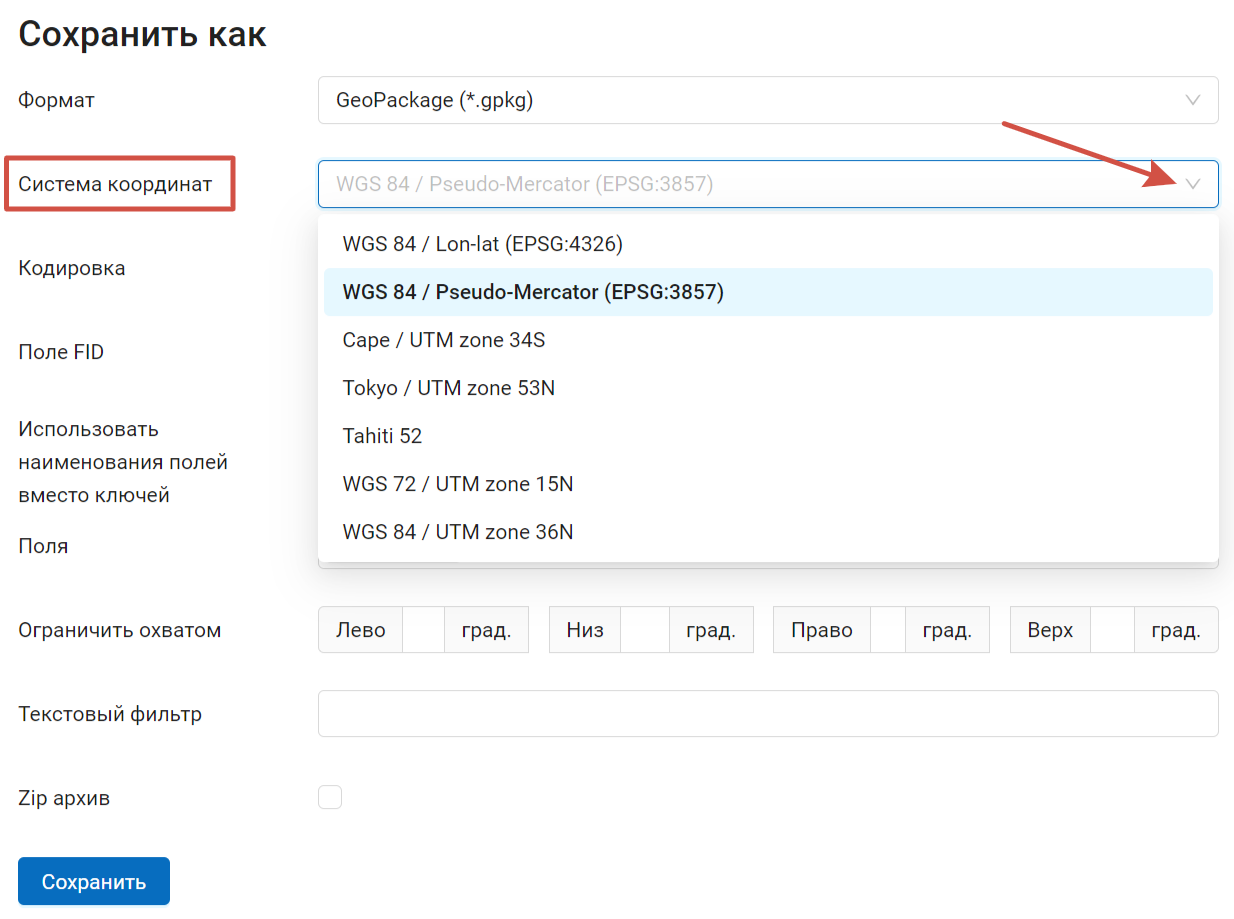 Сохранить как
Формат
GeoPackage (*.gpkg)
Система координат
WGS 84 / Pseudo-Mercator (EPSG:3857)
WGS 84 / Lon-lat (EPSG:4326)
Кодировка
WGS 84 / Pseudo-Mercator (EPSG:3857)
Cape / UTM zone 34S
Поле FID
Tokyo / UTM zone 53N
Использовать
наименования полей
вместо ключей
Tahiti 52
WGS 72 / UTM zone 15N
WGS 84 / UTM zone 36N
Поля
Ограничить охватом
Лево град. Низ град. Право град. Верх град.
Текстовый фильтр
Zip архив
Сохранить